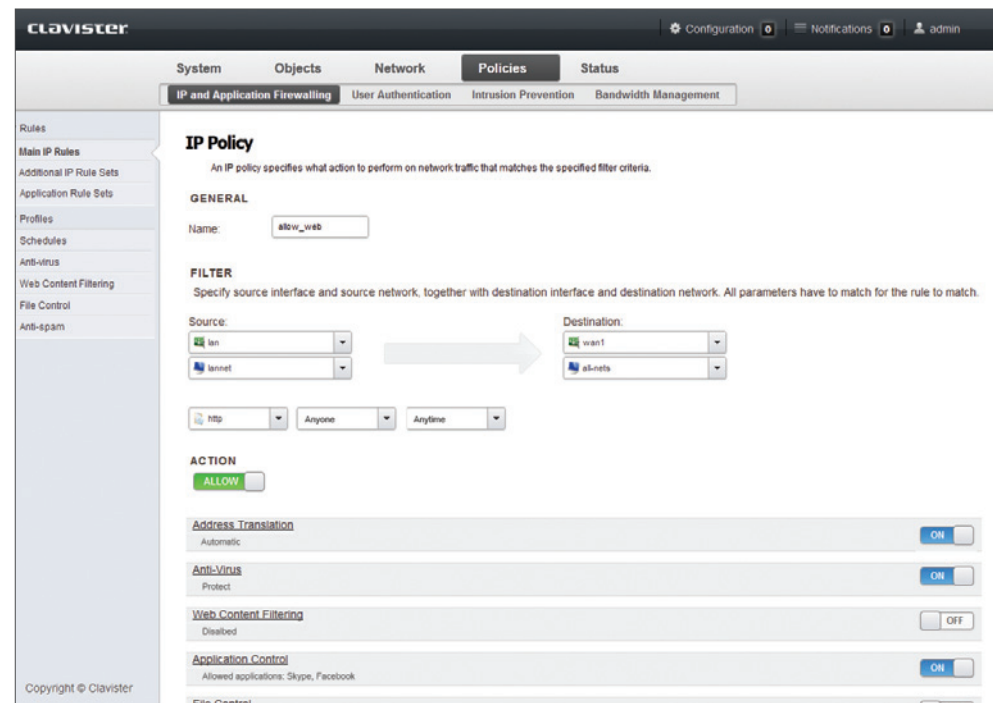 CLAVISTER
Configuration 0 Notifications 0 admin
System Objects Network Policies Status
IP and Application Firewalling User Authentication Intrusion Prevention Bandwidth Management
Rules
Main IP Rules
Additional IP Rule Sets
Application Rule Sets
Profiles
Schedules
Anti-virus
Web Content Filtering
File Control
Anti-spam
Copyright © Clavister
IP Policy
An IP policy specifies what action to perform on network traffic that matches the specified filter criteria.
GENERAL
Name: allow_web
FILTER
Specify source interface and source network, together with destination interface and destination network. All parameters have to match for the rule to match.
Source: Destination:
lan wan1
lannet all-nets
http Anyone Anytime
ACTION
ALLOW
Address Translation ON
Automatic
Anti-Virus ON
Protect
Web Content Filtering OFF
Disalbed
Application Control ON
Allowed applications: Skype, Facebook
File Control